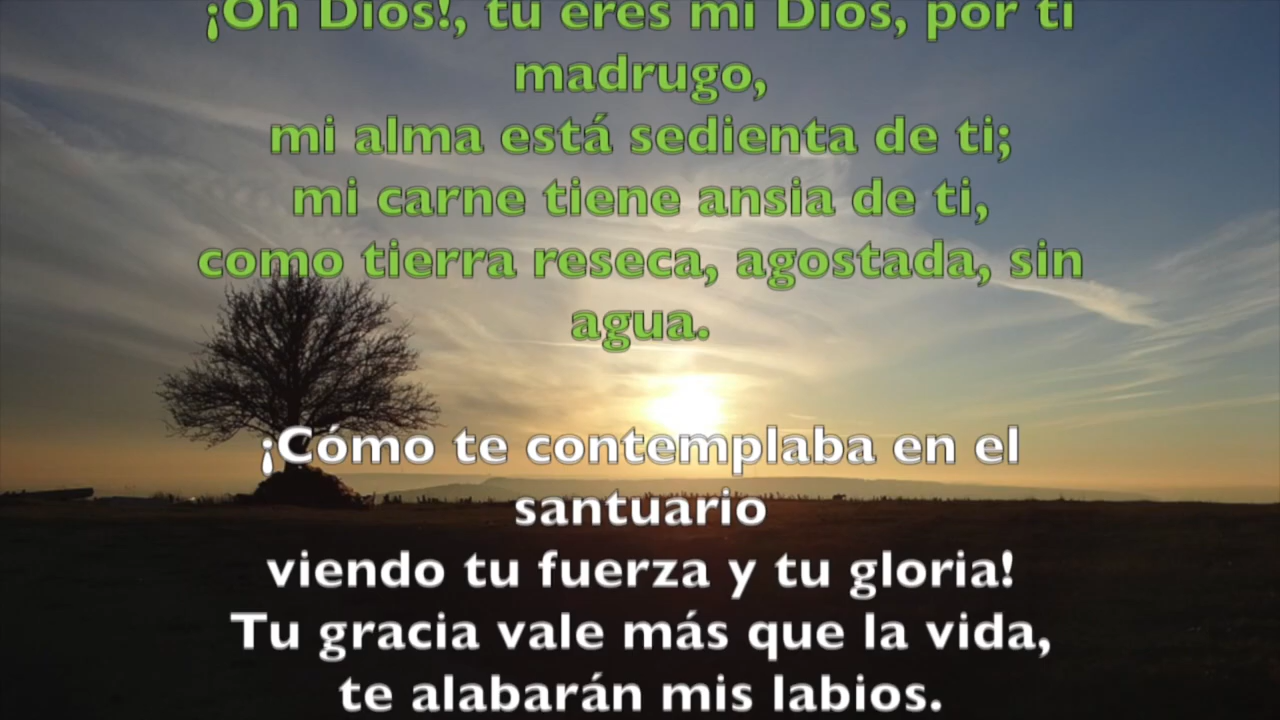 ¡Oh Dios!, tú eres mi Dios, por ti
madrugo,
mi alma está sedienta de ti;
mi carne tiene ansia de ti,
como tierra reseca, agostada, sin
agua.
¡Cómo te contemplaba en el
santuario
viendo tu fuerza y tu gloria!
Tu gracia vale más que la vida,
te alabarán mis labios.